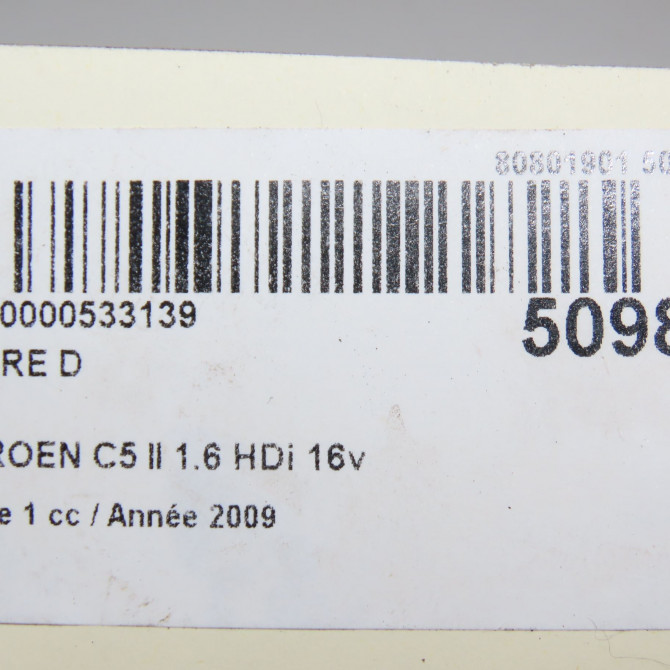 80801901 50
0000533139
5098
RE D
ROEN C5 II 1.6 HDi 16v
e 1 cc / Année 2009